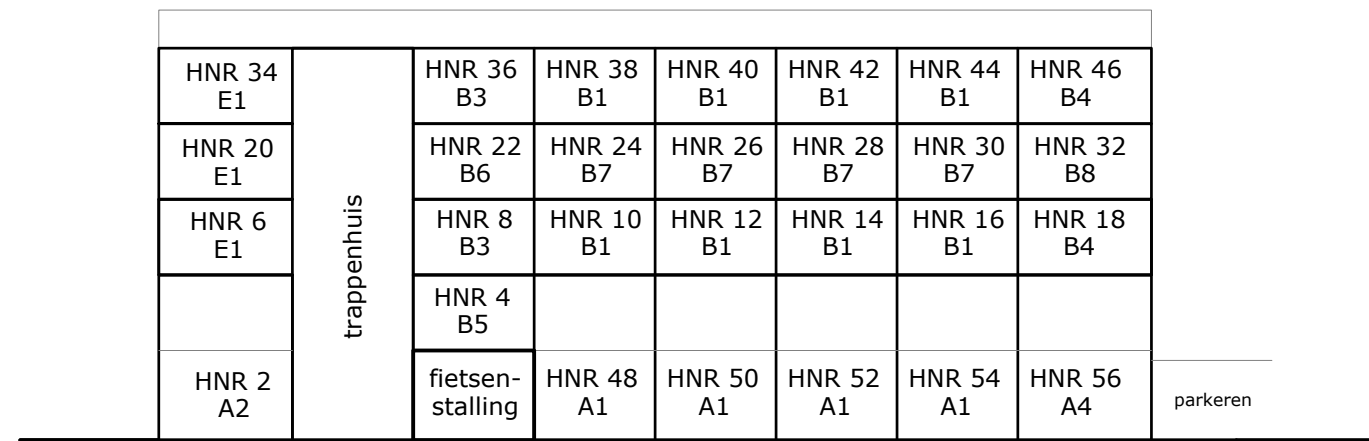 HNR 34 HNR 36 HNR 38 HNR 40 HNR 42 HNR 44 HNR 46
E1 B3 B1 B1 B1 B1 B4
HNR 20 HNR 22 HNR 24 HNR 26 HNR 28 HNR 30 HNR 32
E1 B6 B7 B7 B7 B7 B8
HNR 6 HNR 8 HNR 10 HNR 12 HNR 14 HNR 16 HNR 18
E1 B3 B1 B1 B1 B1 B4
trappenhuis
HNR 4
B5
HNR 2 fietsen- HNR 48 HNR 50 HNR 52 HNR 54 HNR 56
A2 stalling A1 A1 A1 A1 A4
parkeren